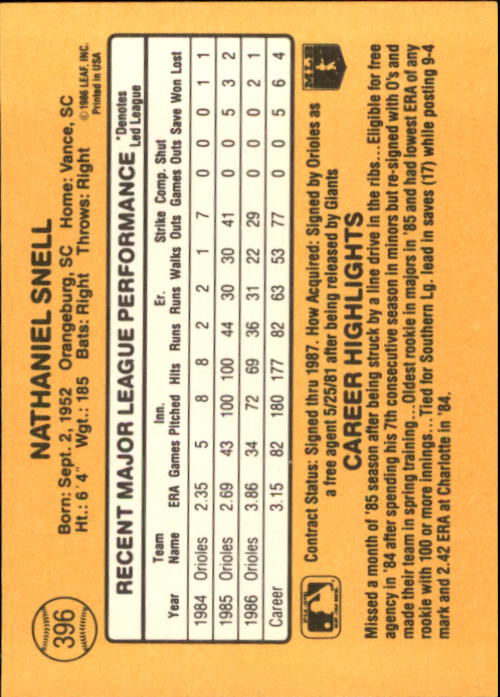 396
NATHANIEL SNELL
Born: Sept. 2, 1952 Orangeburg, SC Home: Vance, SC
Ht.: 6'4" Wgt.: 185 Bats: Right Throws: Right
© 1986 LEAF, INC.
Printed in USA
RECENT MAJOR LEAGUE PERFORMANCE *Denotes Led League
Year Team Name ERA Games Inn. Pitched Hits Runs Er. Runs Walks Strike Outs Comp. Games Shut Outs Save Won Lost
1984 Orioles 2.35 5 8 8 2 2 1 7 0 0 0 1 1
1985 Orioles 2.69 43 100 100 44 30 30 41 0 0 5 3 2
1986 Orioles 3.86 34 72 69 36 31 22 29 0 0 0 2 1
Career 3.15 82 180 177 82 63 53 77 0 0 5 6 4
Contract Status: Signed thru 1987. How Acquired: Signed by Orioles as
a free agent 5/25/81 after being released by Giants
MLB
CAREER HIGHLIGHTS
Missed a month of '85 season after being struck by a line drive in the ribs...Eligible for free
agency in '84 after spending his 7th consecutive season in minors but re-signed with O's and
made their team in spring training...Oldest rookie in majors in '85 and had lowest ERA of any
rookie with 100 or more innings...Tied for Southern Lg. lead in saves (17) while posting 9-4
mark and 2.42 ERA at Charlotte in '84.